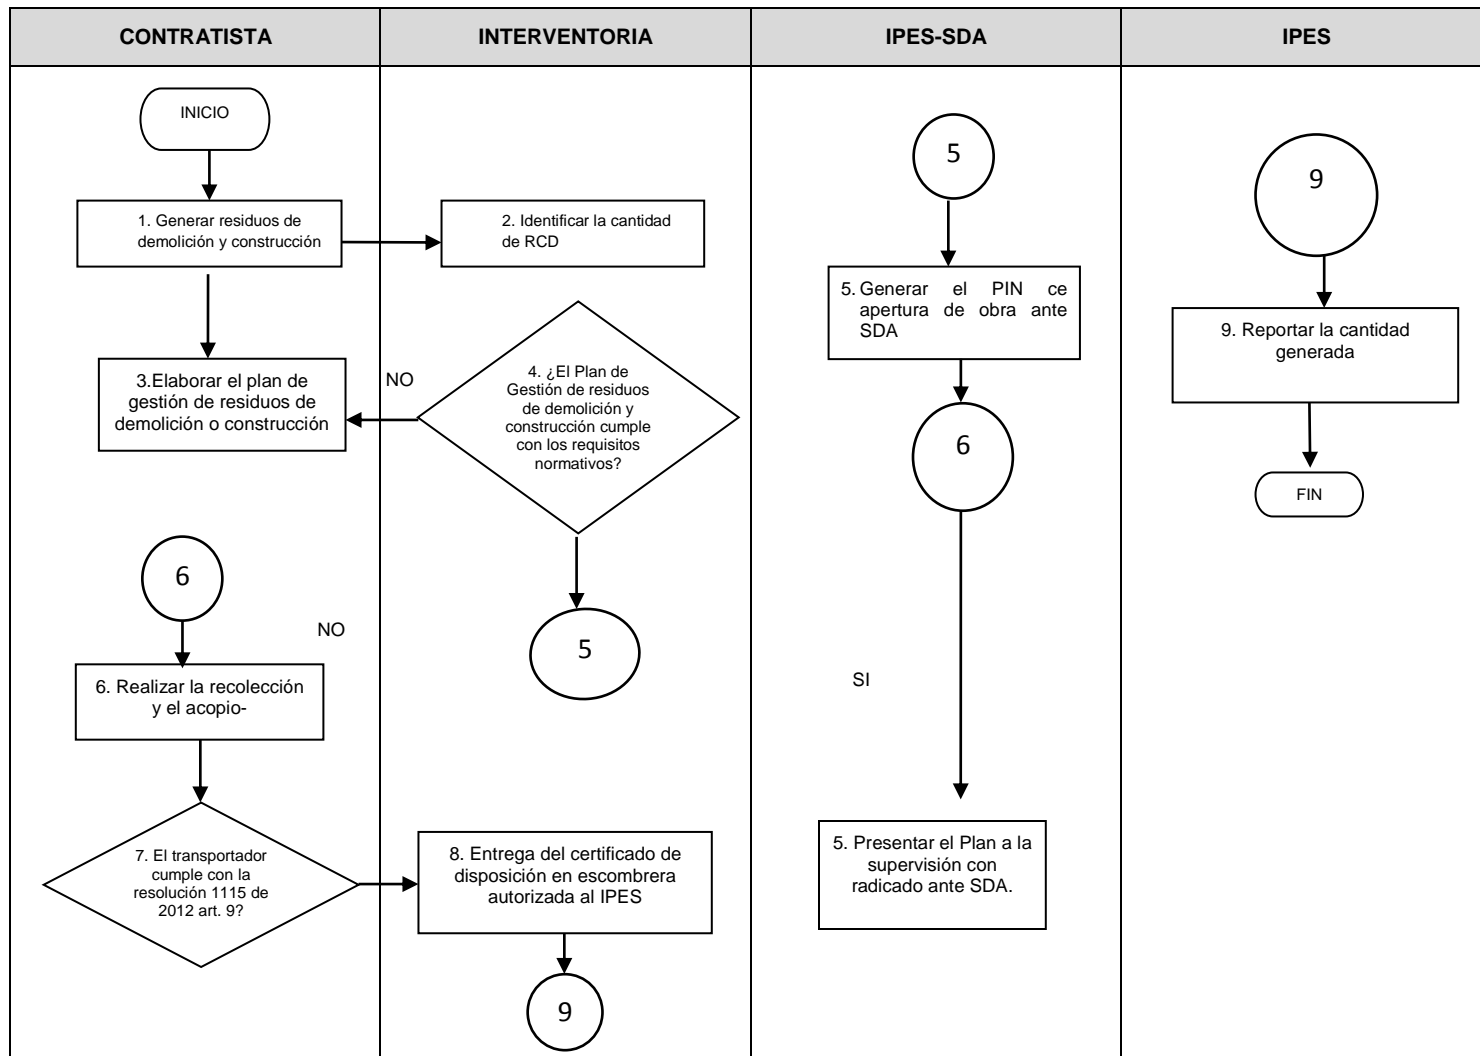 CONTRATISTA
INTERVENTORIA
IPES-SDA
IPES
INICIO
1. Generar residuos de
demolición y construcción
3.Elaborar el plan de
gestión de residuos de
demolición o construcción
6
NO
6. Realizar la recolección
y el acopio-
7. El transportador
cumple con la
resolución 1115 de
2012 art. 9?
2. Identificar la cantidad
de RCD
NO
4. ¿El Plan de
Gestión de residuos
de demolición y
construcción cumple
con los requisitos
normativos?
5
8. Entrega del certificado de
disposición en escombrera
autorizada al IPES
9
5
5. Generar el PIN ce
apertura de obra ante
SDA
6
SI
5. Presentar el Plan a la
supervisión con
radicado ante SDA.
9
9. Reportar la cantidad
generada
FIN